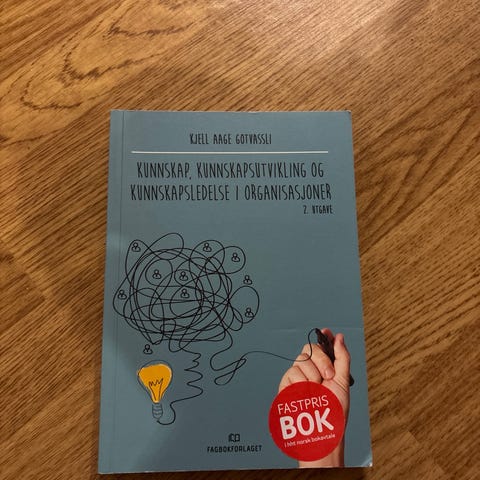 KJELL AAGE GOTVASSLI
KUNNSKAP, KUNNSKAPSUTVIKLING OG
KUNNSKAPSLEDELSE I ORGANISASJONER
2. UTGAVE
my
FASTPRIS
BOK
i hht norsk bokavtale
FAGBOKFORLAGET